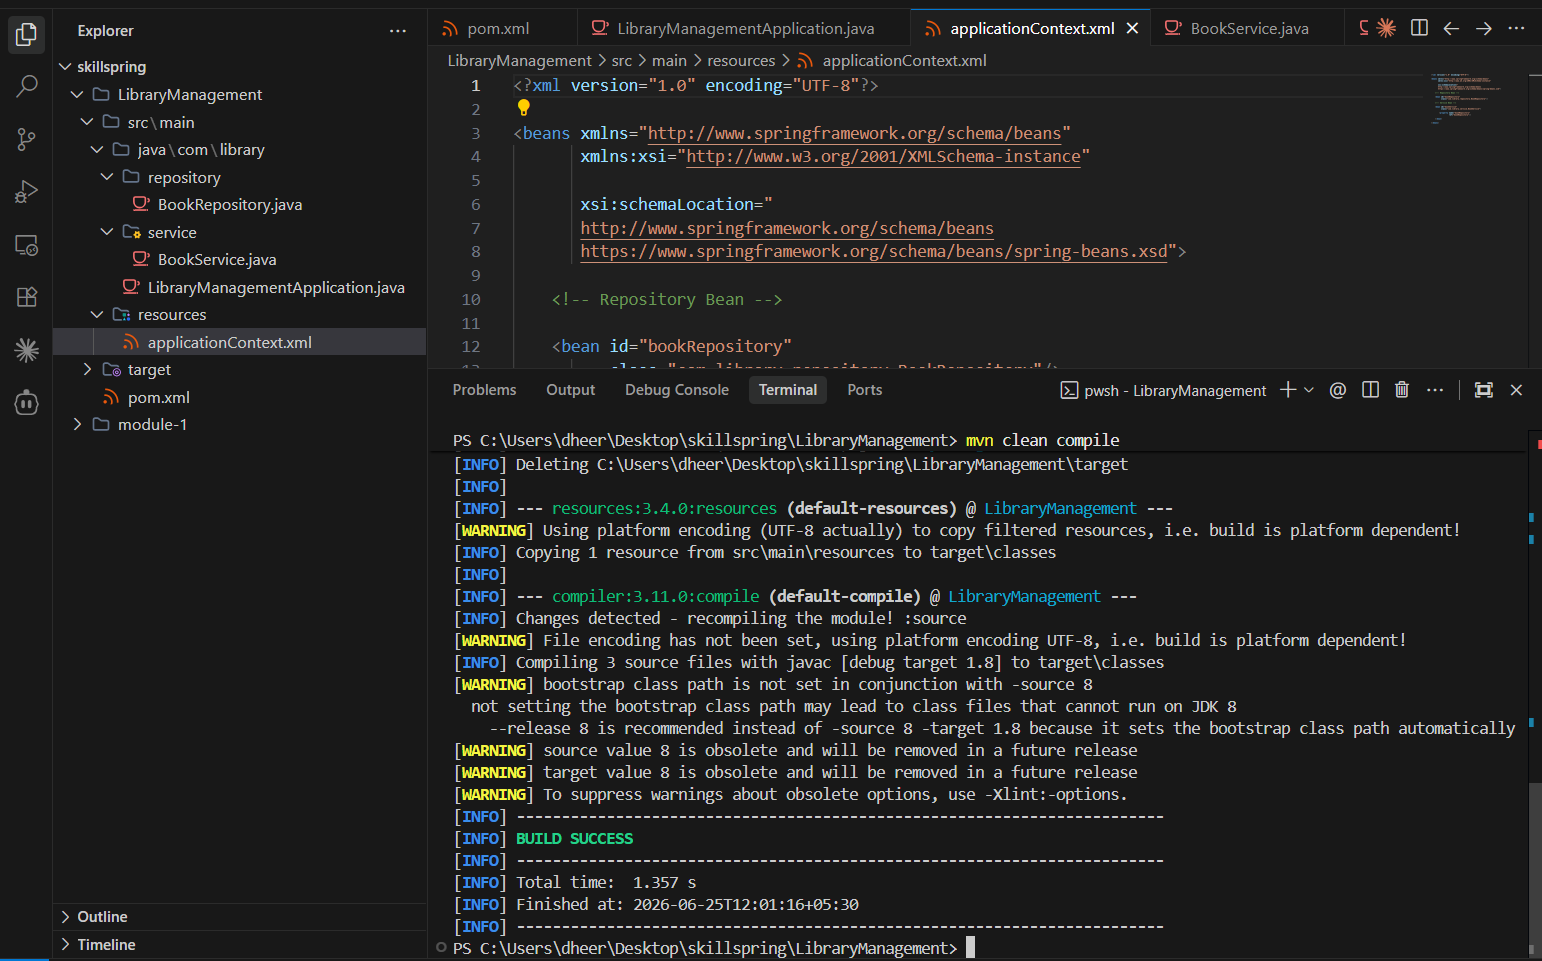 Explorer
skillspring
LibraryManagement
src\main
java\com\library
repository
BookRepository.java
service
BookService.java
LibraryManagementApplication.java
resources
applicationContext.xml
target
pom.xml
module-1
Outline
Timeline
pom.xml
LibraryManagementApplication.java
applicationContext.xml
BookService.java
LibraryManagement > src > main > resources > applicationContext.xml
1 <?xml version="1.0" encoding="UTF-8"?>
2
3 <beans xmlns="http://www.springframework.org/schema/beans"
4 xmlns:xsi="http://www.w3.org/2001/XMLSchema-instance"
5
6 xsi:schemaLocation="
7 http://www.springframework.org/schema/beans
8 https://www.springframework.org/schema/beans/spring-beans.xsd">
9
10 <!-- Repository Bean -->
11
12 <bean id="bookRepository"
13 class="com.library.repository.BookRepository"/>
Problems Output Debug Console Terminal Ports
pwsh - LibraryManagement
PS C:\Users\dheer\Desktop\skillspring\LibraryManagement> mvn clean compile
[INFO] Deleting C:\Users\dheer\Desktop\skillspring\LibraryManagement\target
[INFO]
[INFO] --- resources:3.4.0:resources (default-resources) @ LibraryManagement ---
[WARNING] Using platform encoding (UTF-8 actually) to copy filtered resources, i.e. build is platform dependent!
[INFO] Copying 1 resource from src\main\resources to target\classes
[INFO]
[INFO] --- compiler:3.11.0:compile (default-compile) @ LibraryManagement ---
[INFO] Changes detected - recompiling the module! :source
[WARNING] File encoding has not been set, using platform encoding UTF-8, i.e. build is platform dependent!
[INFO] Compiling 3 source files with javac [debug target 1.8] to target\classes
[WARNING] bootstrap class path is not set in conjunction with -source 8
not setting the bootstrap class path may lead to class files that cannot run on JDK 8
--release 8 is recommended instead of -source 8 -target 1.8 because it sets the bootstrap class path automatically
[WARNING] source value 8 is obsolete and will be removed in a future release
[WARNING] target value 8 is obsolete and will be removed in a future release
[WARNING] To suppress warnings about obsolete options, use -Xlint:-options.
[INFO] ------------------------------------------------------------------------
[INFO] BUILD SUCCESS
[INFO] ------------------------------------------------------------------------
[INFO] Total time:  1.357 s
[INFO] Finished at: 2026-06-25T12:01:16+05:30
[INFO] ------------------------------------------------------------------------
PS C:\Users\dheer\Desktop\skillspring\LibraryManagement>